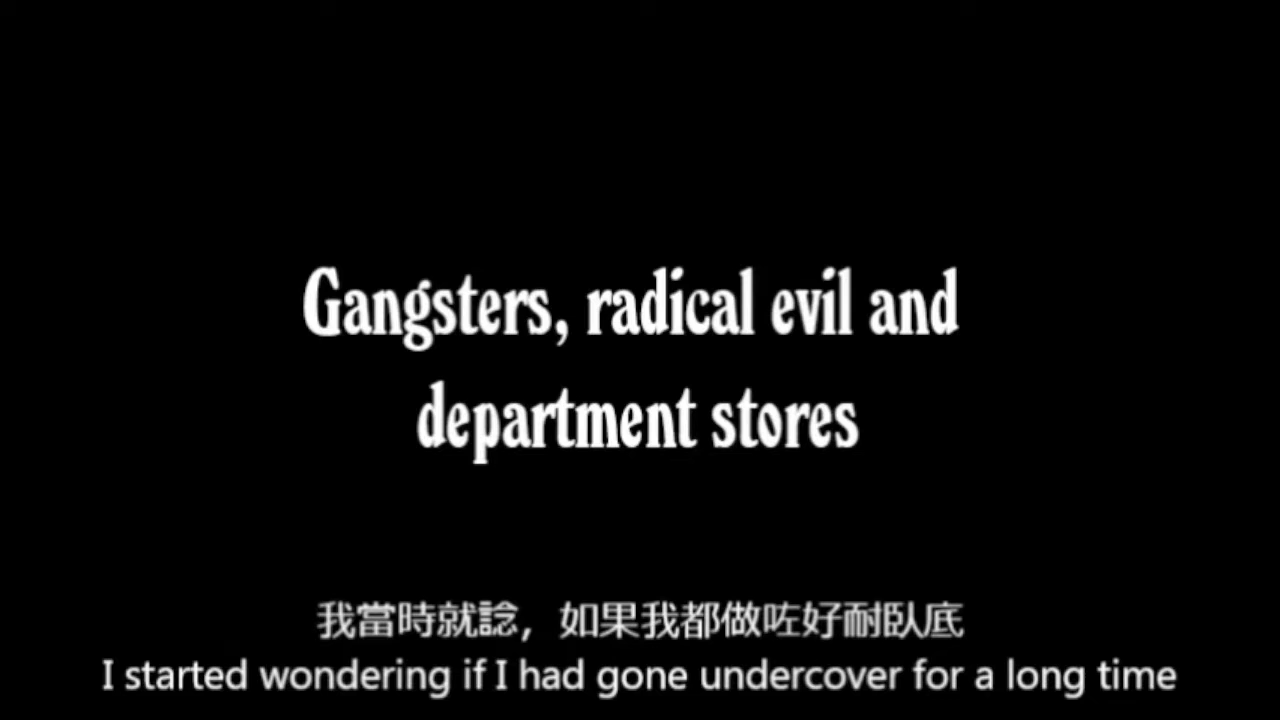 Gangsters, radical evil and
department stores
我當時就諗，如果我都做咗好耐臥底
I started wondering if I had gone undercover for a long time